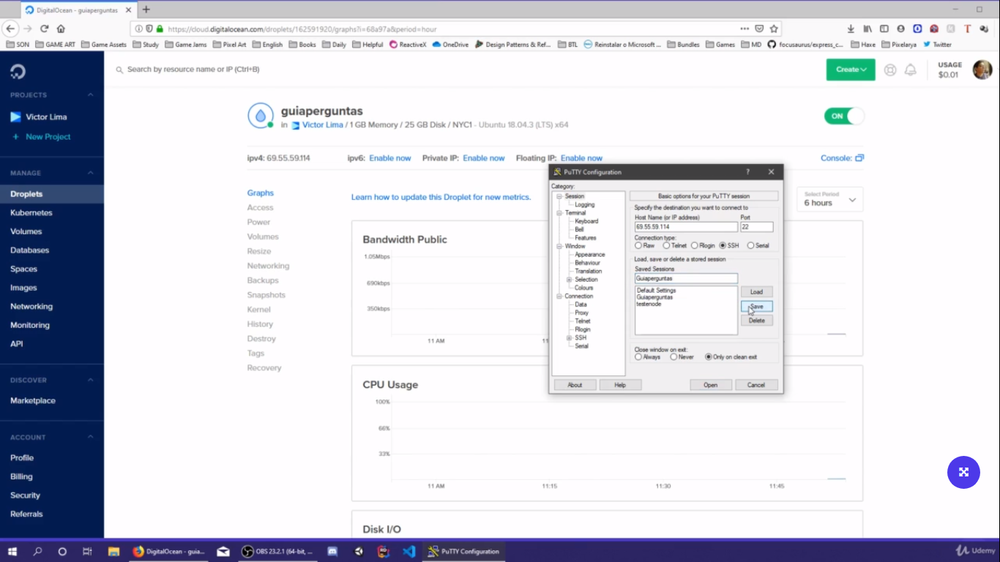 DigitalOcean - guiaperguntas
https://cloud.digitalocean.com/droplets/162591920/graphs?i=68a97a&period=hour
SON GAME ART Game Assets Study Game Jams Pixel Art English Books Daily Helpful ReactiveX OneDrive Design Patterns & Ref... BTL Reinstalar o Microsoft ... Bundles Games MD focusaurus/express_c... Haxe Pixelarya Twitter
Search by resource name or IP (Ctrl+B)
Create
USAGE
$0.01
PROJECTS
Victor Lima
+ New Project
MANAGE
Droplets
Kubernetes
Volumes
Databases
Spaces
Images
Networking
Monitoring
API
DISCOVER
Marketplace
ACCOUNT
Profile
Billing
Security
Referrals
guiaperguntas
in Victor Lima / 1 GB Memory / 25 GB Disk / NYC1 - Ubuntu 18.04.3 (LTS) x64
ON
ipv4: 69.55.59.114 ipv6: Enable now Private IP: Enable now Floating IP: Enable now Console:
Graphs
Access
Power
Volumes
Resize
Networking
Backups
Snapshots
Kernel
History
Destroy
Tags
Recovery
Learn how to update this Droplet for new metrics.
Select Period
6 hours
Bandwidth Public
1.05Mbps
690kbps
350kbps
11 AM
CPU Usage
100%
66%
33%
11 AM 11:15 11:30 11:45
Disk I/O
PuTTY Configuration
?
Category:
Session
Logging
Terminal
Keyboard
Bell
Features
Window
Appearance
Behaviour
Translation
Selection
Colours
Connection
Data
Proxy
Telnet
Rlogin
SSH
Serial
Basic options for your PuTTY session
Specify the destination you want to connect to
Host Name (or IP address) Port
69.55.59.114 22
Connection type:
Raw Telnet Rlogin SSH Serial
Load, save or delete a stored session
Saved Sessions
Guiaperguntas
Default Settings
Guiaperguntas
testenode
Load
Save
Delete
Close window on exit:
Always Never Only on clean exit
About Help Open Cancel
DigitalOcean - guia... OBS 23.2.1 (64-bit, ... PuTTY Configuration
Udemy